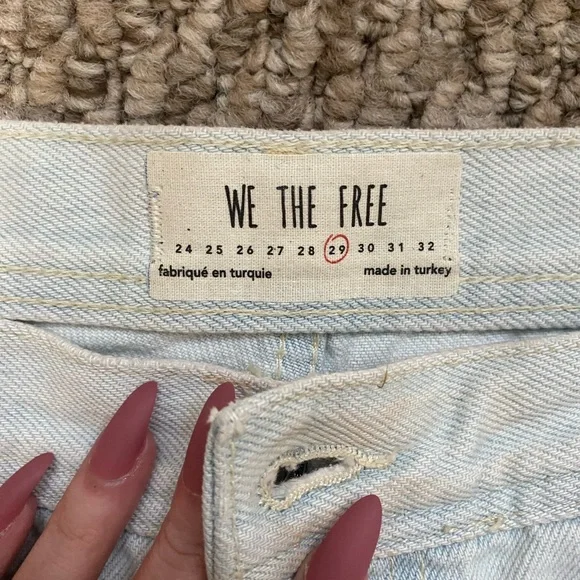 WE THE FREE
24 25 26 27 28 29 30 31 32
fabriqué en turquie made in turkey